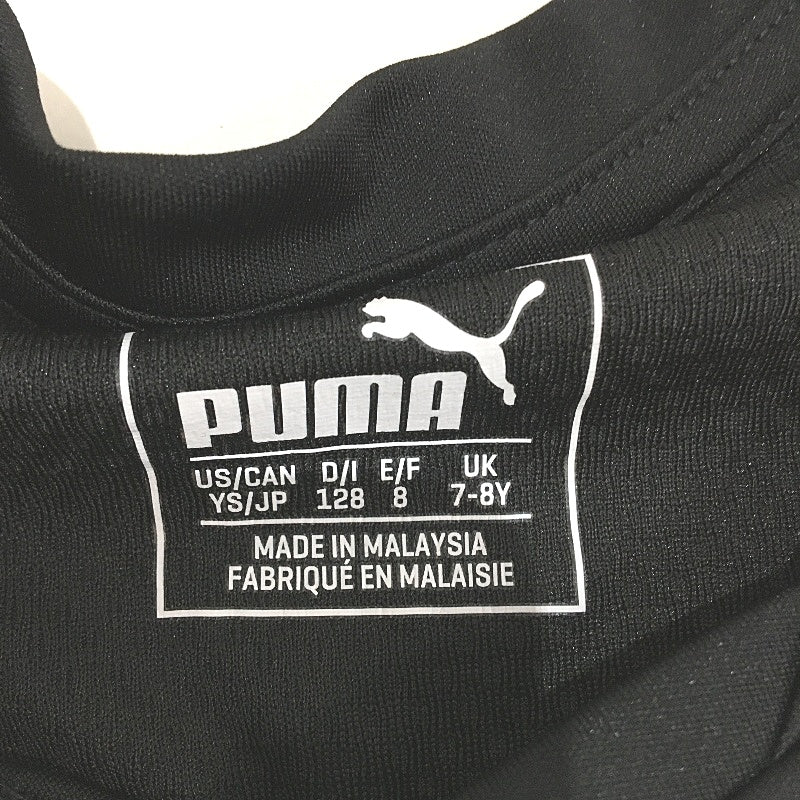 PUMA
US/CAN D/I E/F UK
YS/JP 128 8 7-8Y
MADE IN MALAYSIA
FABRIQUÉ EN MALAISIE